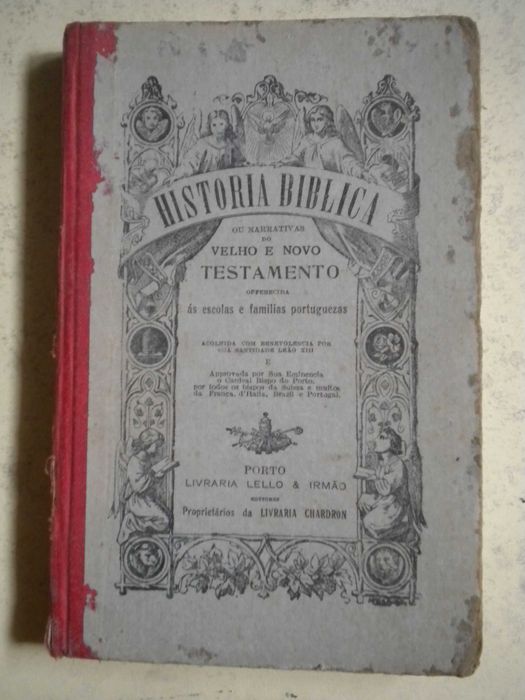 HISTORIA BIBLICA
OU NARRATIVAS
DO
VELHO E NOVO
TESTAMENTO
OFFERECIDA
ás escolas e familias portuguezas
ACOLHIDA COM BENEVOLENCIA POR
SUA SANTIDADE LEÃO XIII
E
Approvada por Sua Eminencia
o Cardeal Bispo do Porto,
por todos os bispos da Suissa e muitos
da França, d'Italia, Brazil e Portugal.
PORTO
LIVRARIA LELLO & IRMÃO
EDITORES
Proprietários da LIVRARIA CHARDRON